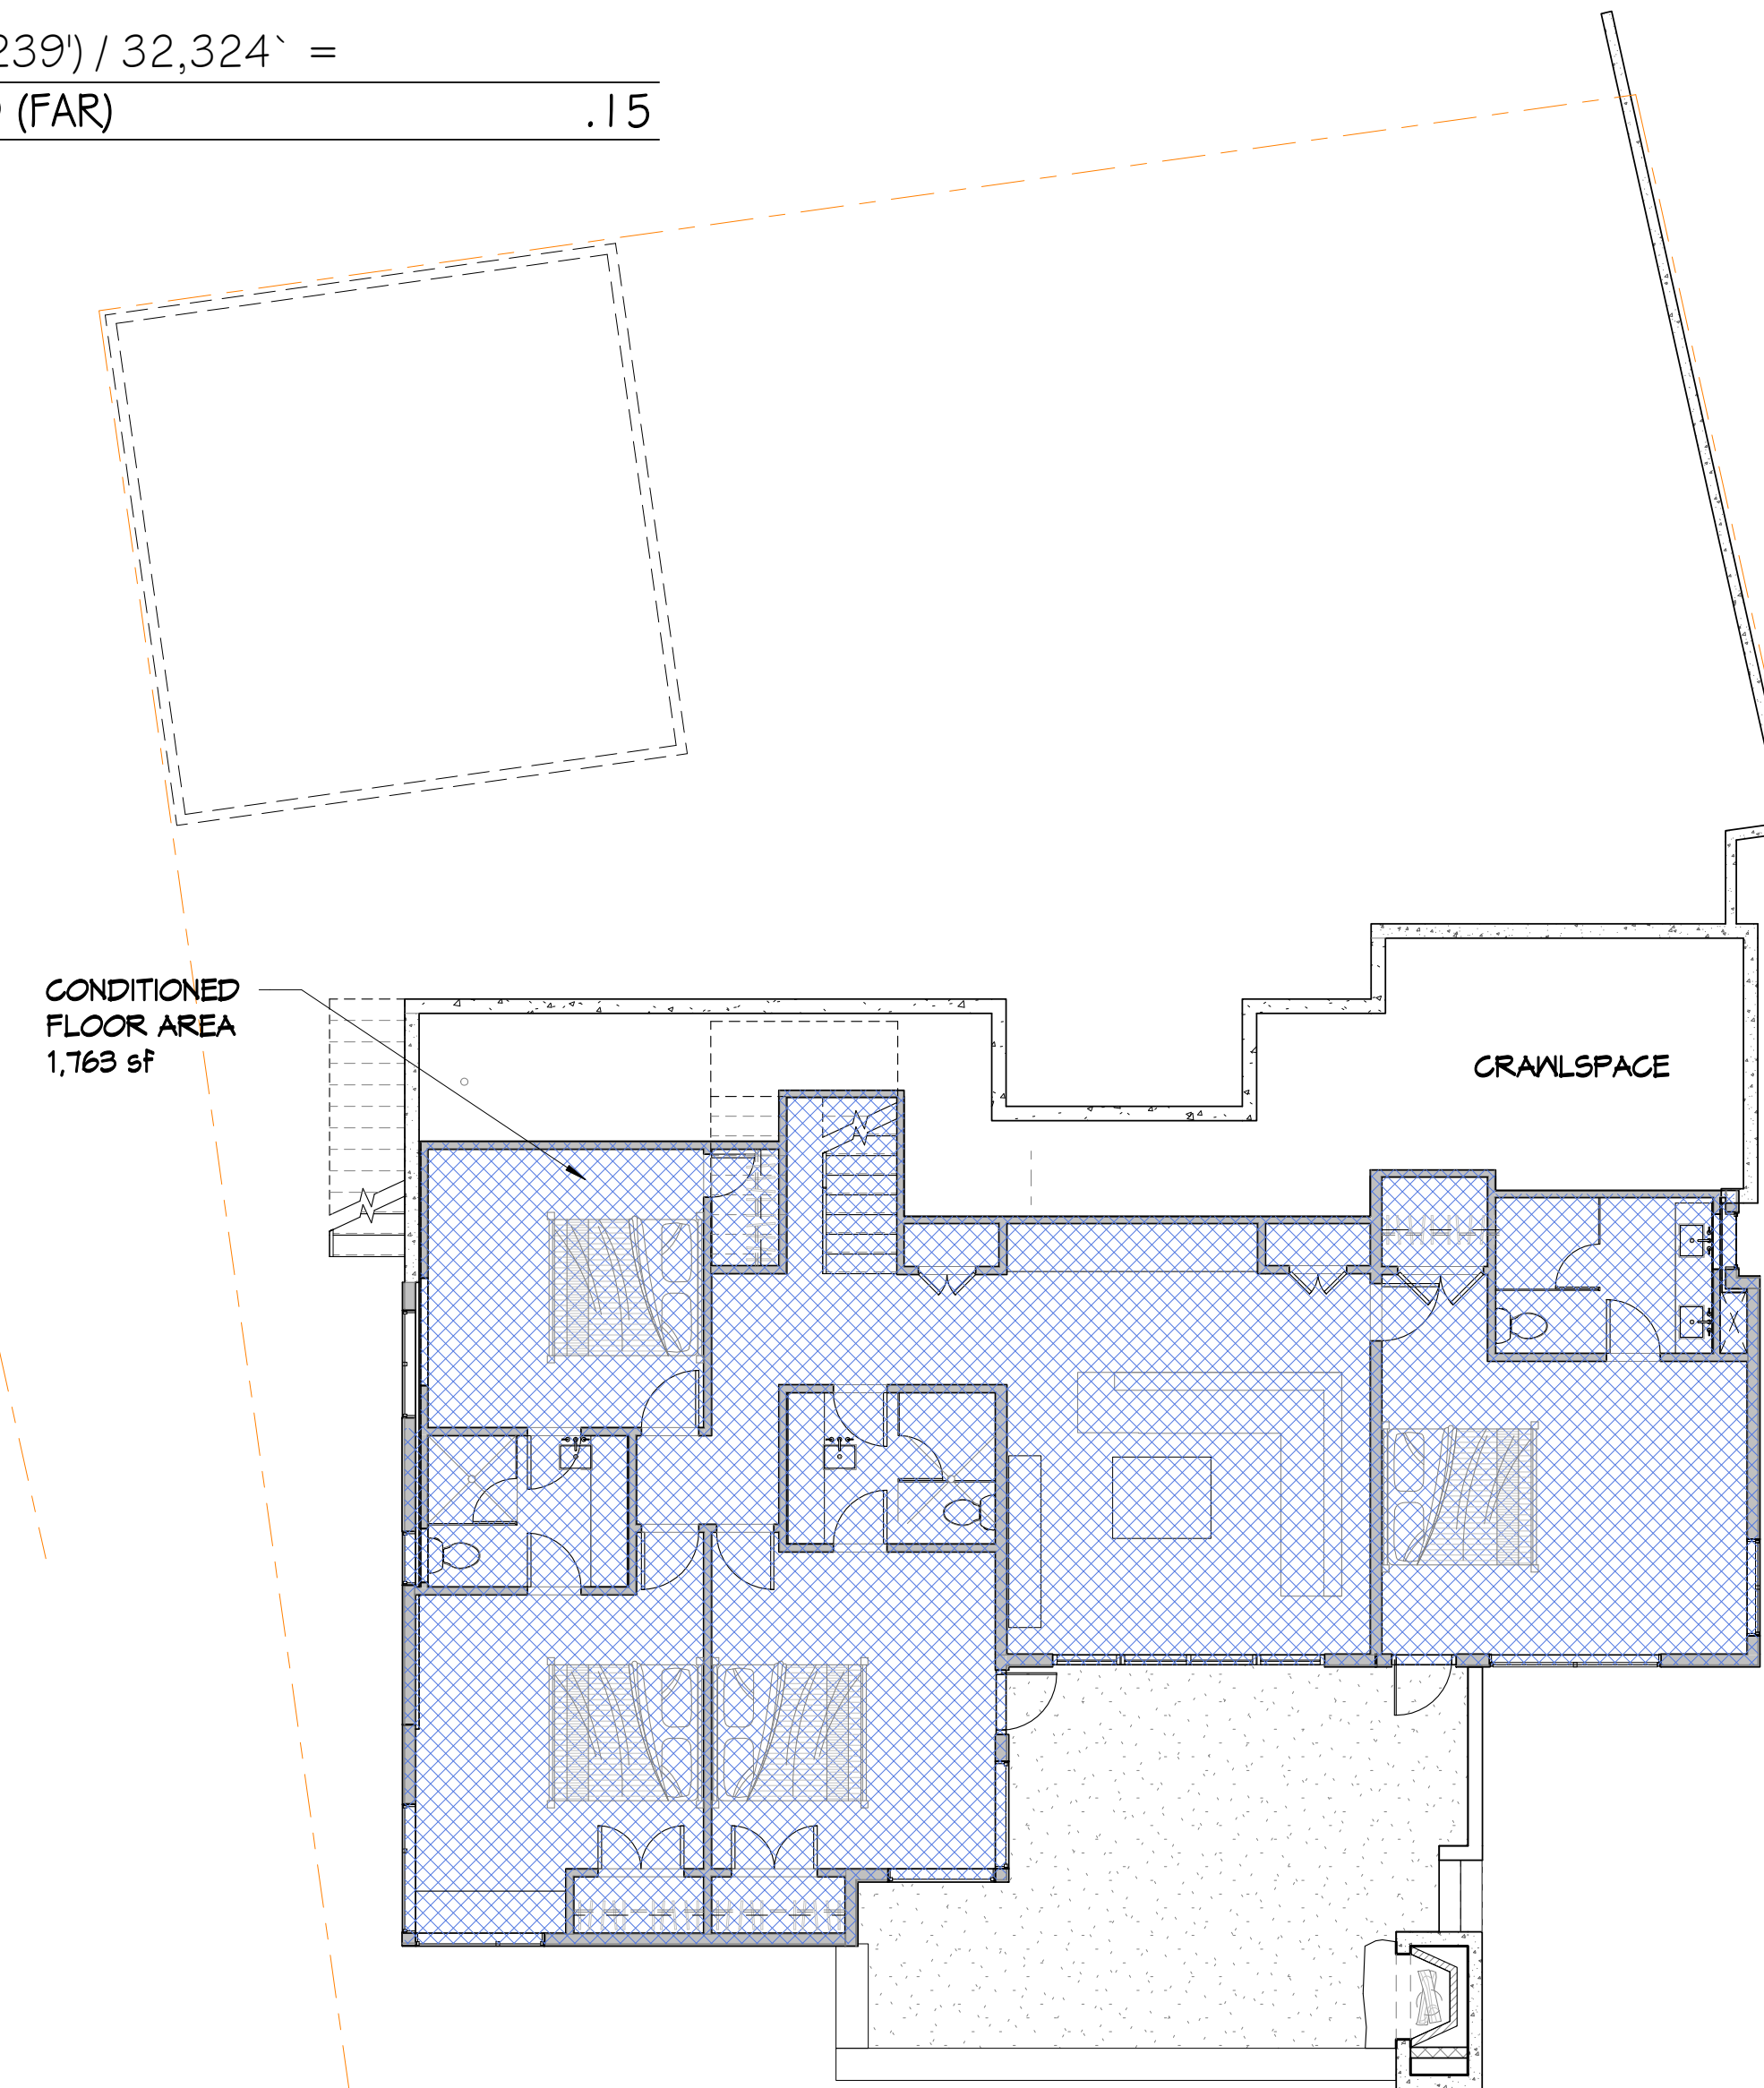 239') / 32,324` =
(FAR) .15
CONDITIONED
FLOOR AREA
1,763 sf
CRAWLSPACE